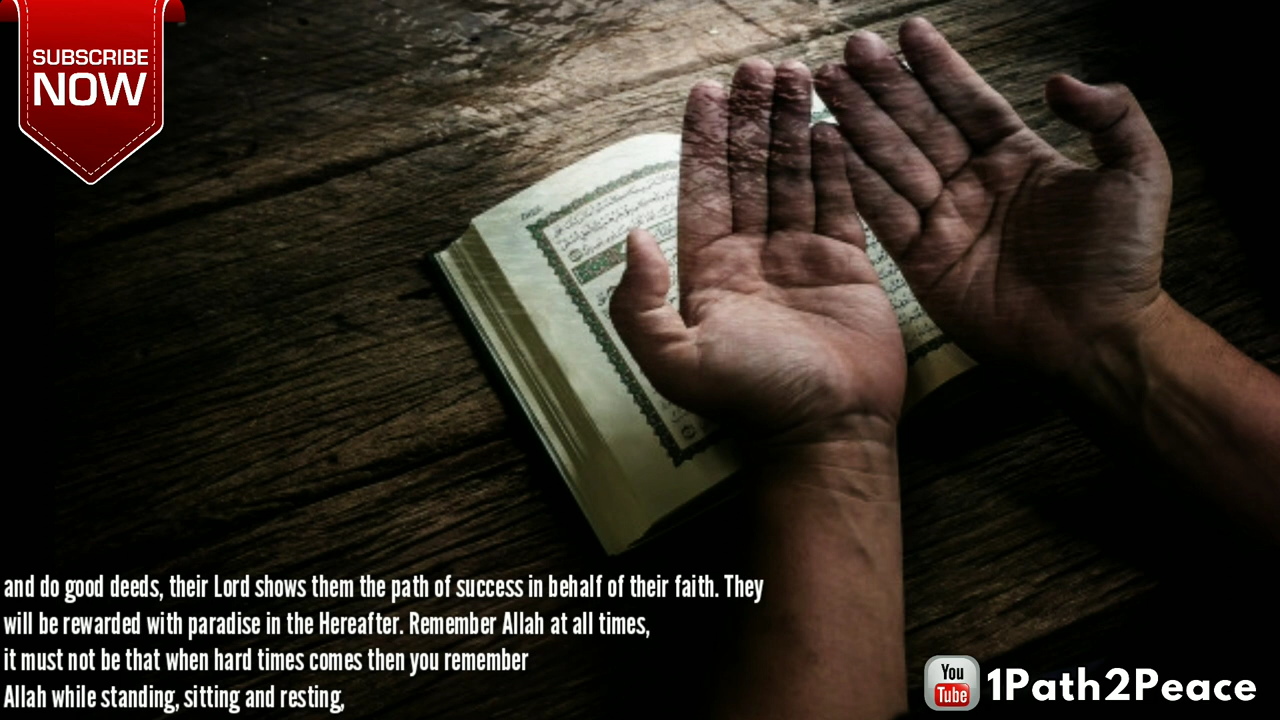 SUBSCRIBE
NOW
and do good deeds, their Lord shows them the path of success in behalf of their faith. They
will be rewarded with paradise in the Hereafter. Remember Allah at all times,
it must not be that when hard times comes then you remember
Allah while standing, sitting and resting,
You
Tube
1Path2Peace